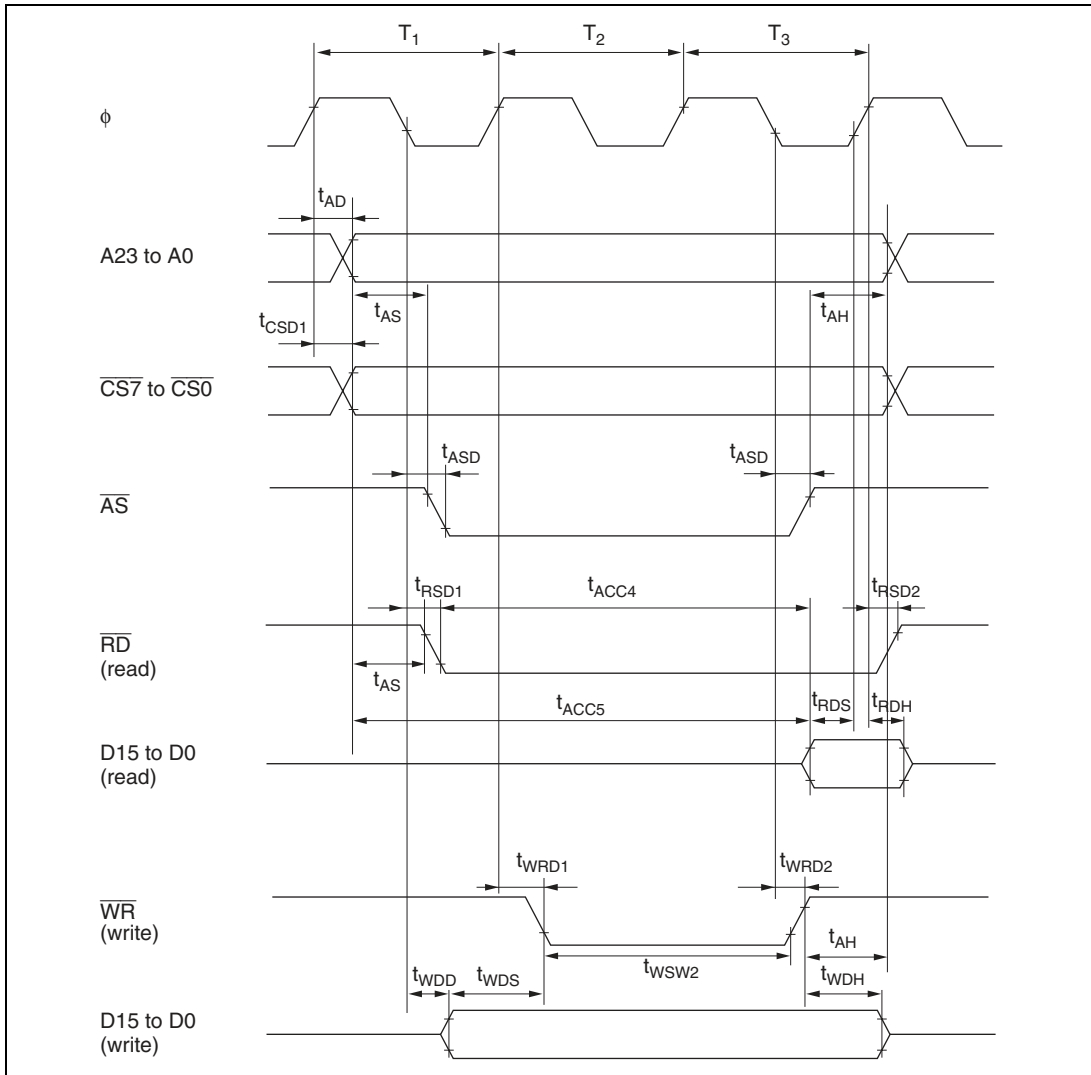 T1 T2 T3
ϕ
tAD
A23 to A0
tAS tAH
tCSD1
CS7 to CS0
tASD tASD
AS
tRSD1 tACC4 tRSD2
RD
(read)
tAS
tACC5 tRDS tRDH
D15 to D0
(read)
tWRD1 tWRD2
WR
(write)
tAH
tWSW2
tWDD tWDS tWDH
D15 to D0
(write)